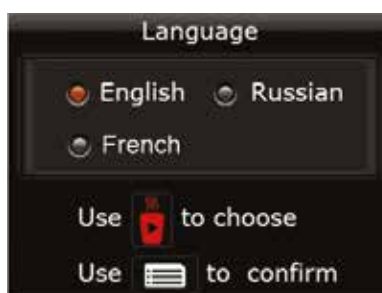 Language
English Russian
French
Use to choose
Use to confirm